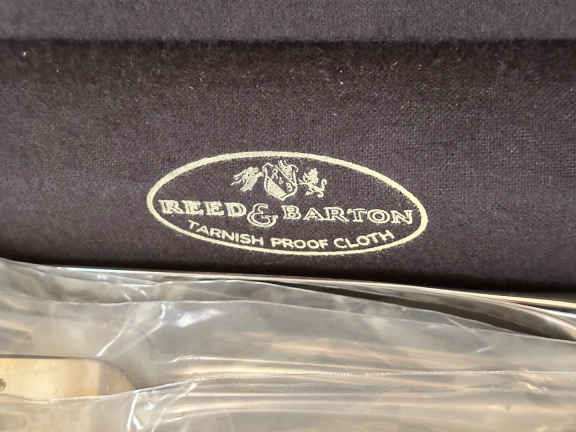 REED & BARTON
TARNISH PROOF CLOTH